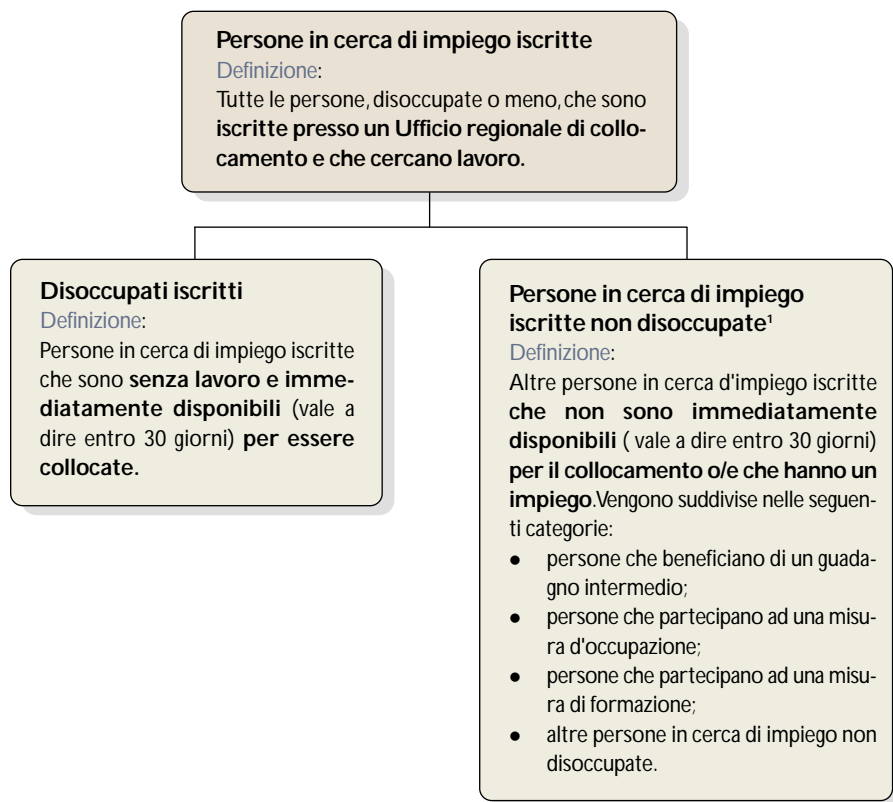 Persone in cerca di impiego iscritte
Definizione:
Tutte le persone, disoccupate o meno, che sono
iscritte presso un Ufficio regionale di collo-
camento e che cercano lavoro.
Disoccupati iscritti
Definizione:
Persone in cerca di impiego iscritte
che sono senza lavoro e imme-
diatamente disponibili (vale a
dire entro 30 giorni) per essere
collocate.
Persone in cerca di impiego
iscritte non disoccupate¹
Definizione:
Altre persone in cerca d'impiego iscritte
che non sono immediatamente
disponibili ( vale a dire entro 30 giorni)
per il collocamento o/e che hanno un
impiego.Vengono suddivise nelle seguen-
ti categorie:
● persone che beneficiano di un guada-
gno intermedio;
● persone che partecipano ad una misu-
ra d'occupazione;
● persone che partecipano ad una misu-
ra di formazione;
● altre persone in cerca di impiego non
disoccupate.